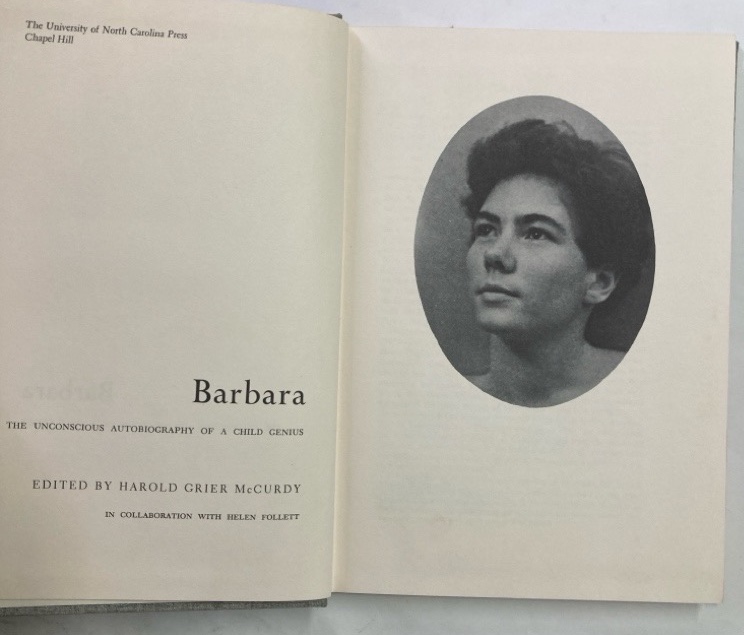 The University of North Carolina Press
Chapel Hill
Barbara
THE UNCONSCIOUS AUTOBIOGRAPHY OF A CHILD GENIUS
EDITED BY HAROLD GRIER McCURDY
IN COLLABORATION WITH HELEN FOLLETT